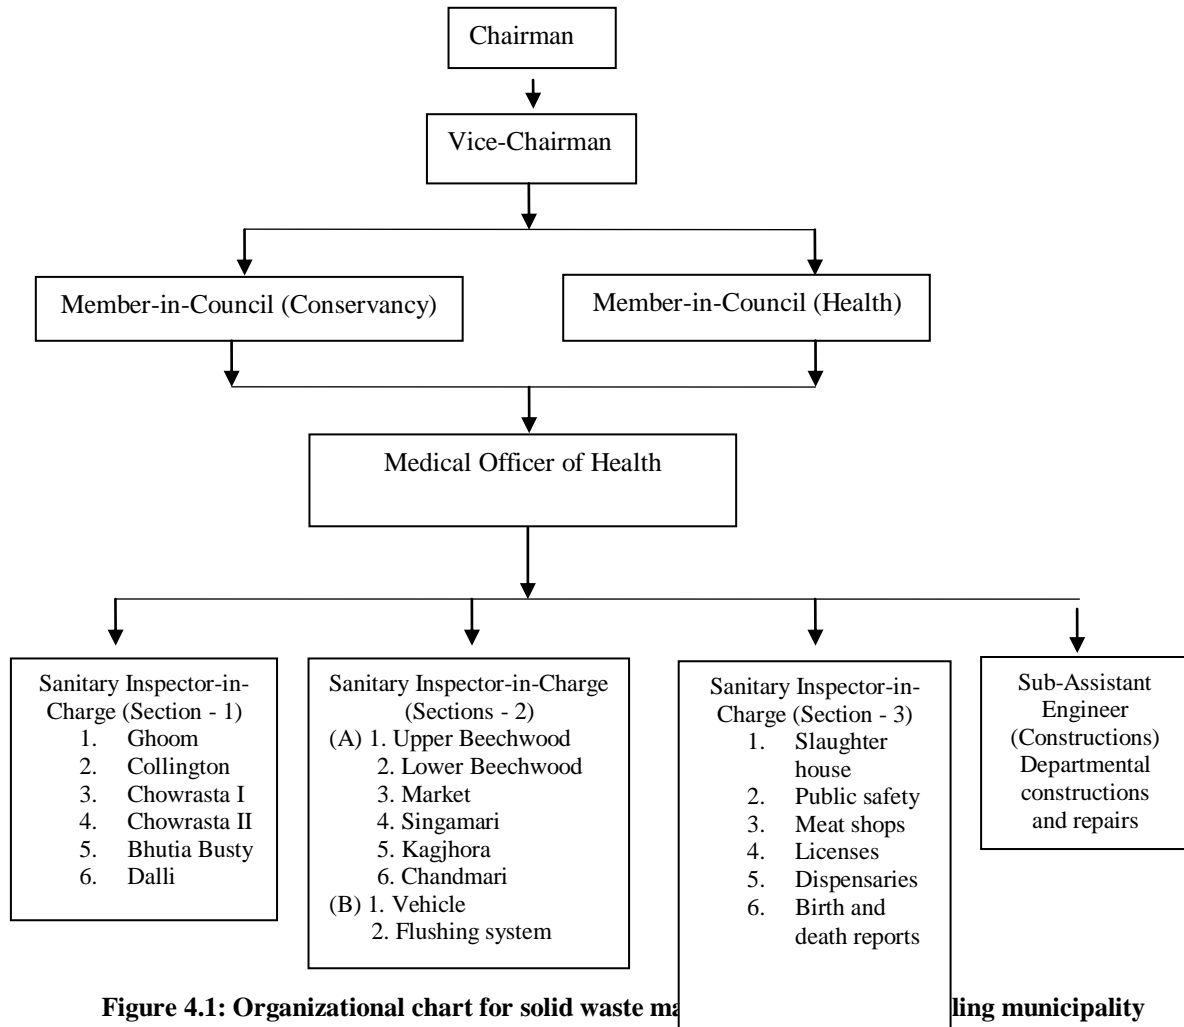 Chairman
Vice-Chairman
Member-in-Council (Conservancy)
Member-in-Council (Health)
Medical Officer of Health
Sanitary Inspector-in-
Charge (Section - 1)
1. Ghoom
2. Collington
3. Chowrasta I
4. Chowrasta II
5. Bhutia Busty
6. Dalli
Sanitary Inspector-in-Charge
(Sections - 2)
(A) 1. Upper Beechwood
2. Lower Beechwood
3. Market
4. Singamari
5. Kagjhora
6. Chandmari
(B) 1. Vehicle
2. Flushing system
Sanitary Inspector-in-
Charge (Section - 3)
1. Slaughter
house
2. Public safety
3. Meat shops
4. Licenses
5. Dispensaries
6. Birth and
death reports
Sub-Assistant
Engineer
(Constructions)
Departmental
constructions
and repairs
Figure 4.1: Organizational chart for solid waste ma ling municipality